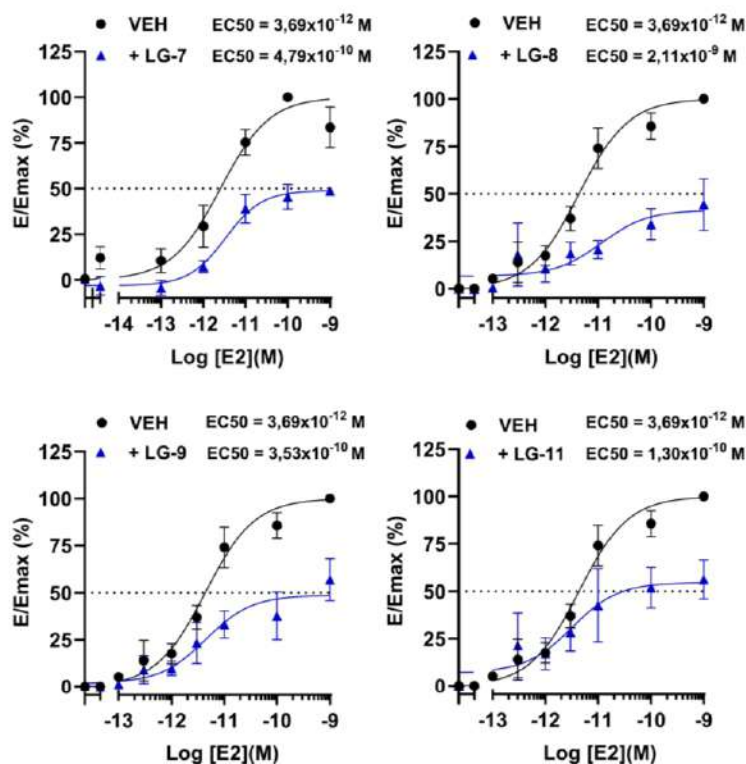 VEH EC50 = 3,69x10⁻¹² M
+ LG-7 EC50 = 4,79x10⁻¹⁰ M
125
100
75
50
25
0
E/Emax (%)
-14 -13 -12 -11 -10 -9
Log [E2](M)
VEH EC50 = 3,69x10⁻¹² M
+ LG-8 EC50 = 2,11x10⁻⁹ M
125
100
75
50
25
0
E/Emax (%)
-13 -12 -11 -10 -9
Log [E2](M)
VEH EC50 = 3,69x10⁻¹² M
+ LG-9 EC50 = 3,53x10⁻¹⁰ M
125
100
75
50
25
0
E/Emax (%)
-13 -12 -11 -10 -9
Log [E2](M)
VEH EC50 = 3,69x10⁻¹² M
+ LG-11 EC50 = 1,30x10⁻¹⁰ M
125
100
75
50
25
0
E/Emax (%)
-13 -12 -11 -10 -9
Log [E2](M)